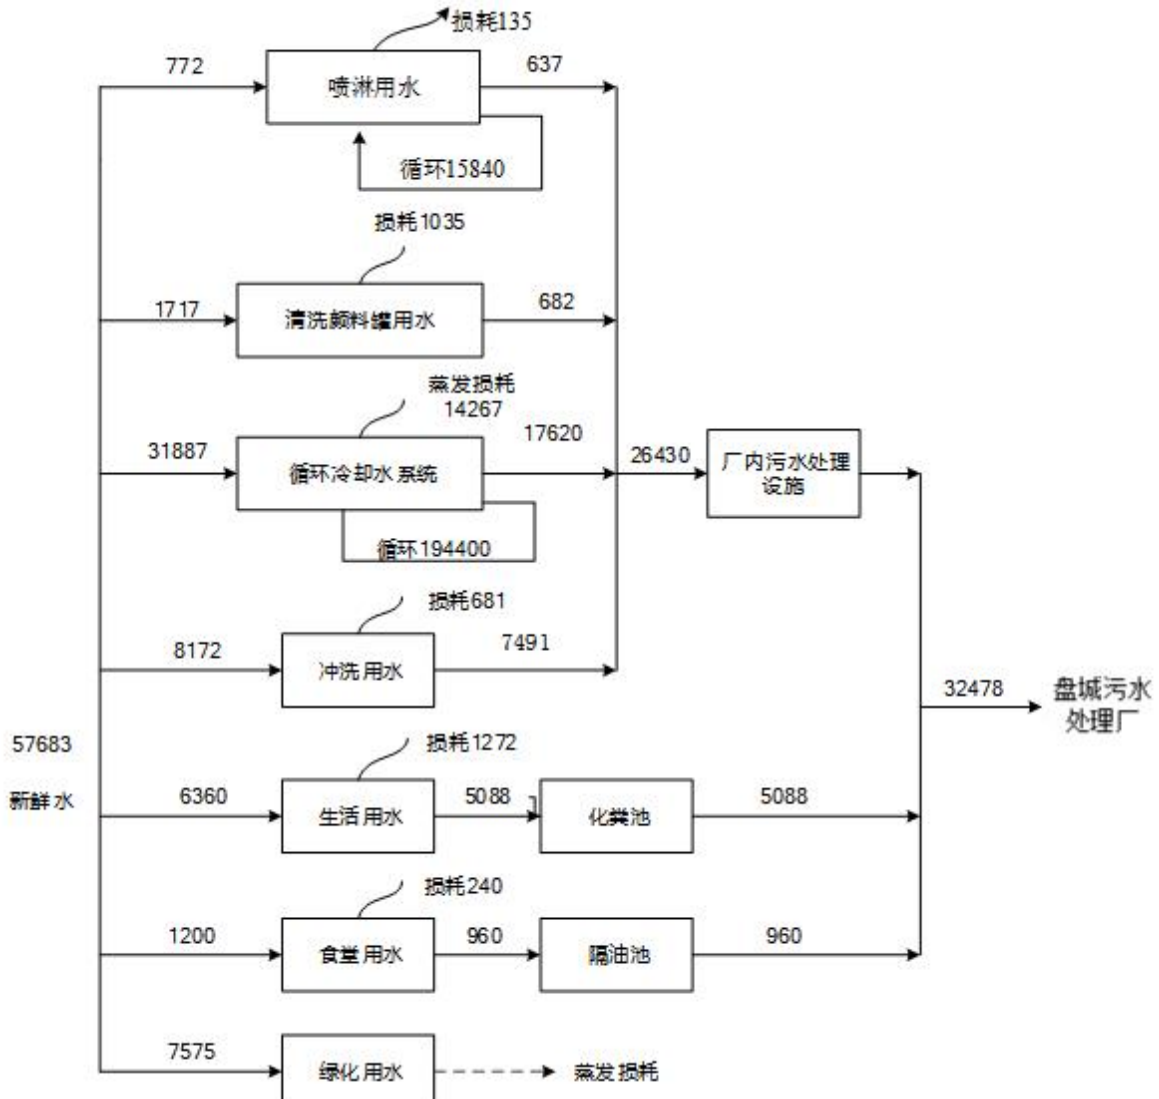 损耗135
772
喷淋用水
637
循环15840
损耗1035
1717
清洗颜料罐用水
682
蒸发损耗
14267
31887
循环冷却水系统
17620
循环194400
26430
厂内污水处理
设施
损耗681
8172
冲洗用水
7491
32478
盘城污水
处理厂
57683
新鲜水
损耗1272
6360
生活用水
5088
化粪池
5088
损耗240
1200
食堂用水
960
隔油池
960
7575
绿化用水
蒸发损耗